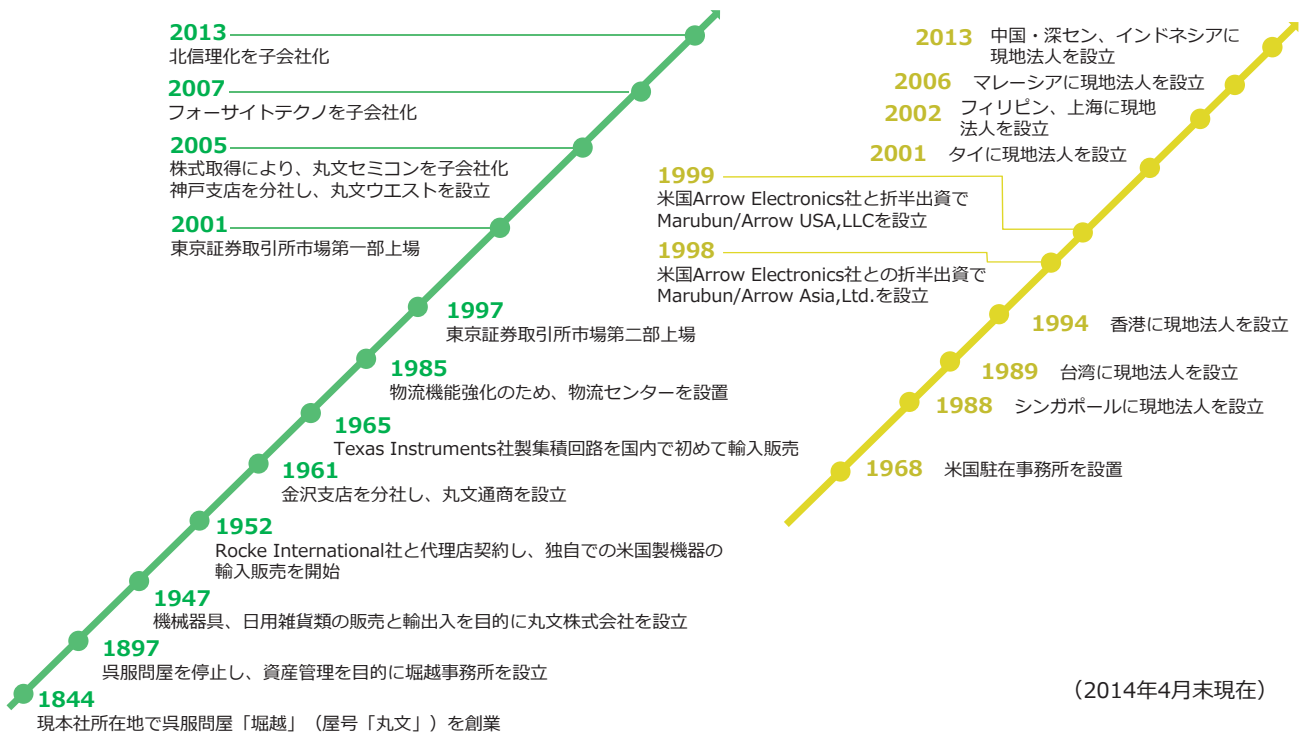 2013
北信理化を子会社化
2007
フォーサイトテクノを子会社化
2005
株式取得により、丸文セミコンを子会社化
神戸支店を分社し、丸文ウエストを設立
2001
東京証券取引所市場第一部上場
1997
東京証券取引所市場第二部上場
1985
物流機能強化のため、物流センターを設置
1965
Texas Instruments社製集積回路を国内で初めて輸入販売
1961
金沢支店を分社し、丸文通商を設立
1952
Rocke International社と代理店契約し、独自での米国製機器の
輸入販売を開始
1947
機械器具、日用雑貨類の販売と輸出入を目的に丸文株式会社を設立
1897
呉服問屋を停止し、資産管理を目的に堀越事務所を設立
1844
現本社所在地で呉服問屋「堀越」（屋号「丸文」）を創業
2013 中国・深セン、インドネシアに
現地法人を設立
2006 マレーシアに現地法人を設立
2002 フィリピン、上海に現地
法人を設立
2001 タイに現地法人を設立
1999
米国Arrow Electronics社と折半出資で
Marubun/Arrow USA,LLCを設立
1998
米国Arrow Electronics社との折半出資で
Marubun/Arrow Asia,Ltd.を設立
1994 香港に現地法人を設立
1989 台湾に現地法人を設立
1988 シンガポールに現地法人を設立
1968 米国駐在事務所を設置
（2014年4月末現在）